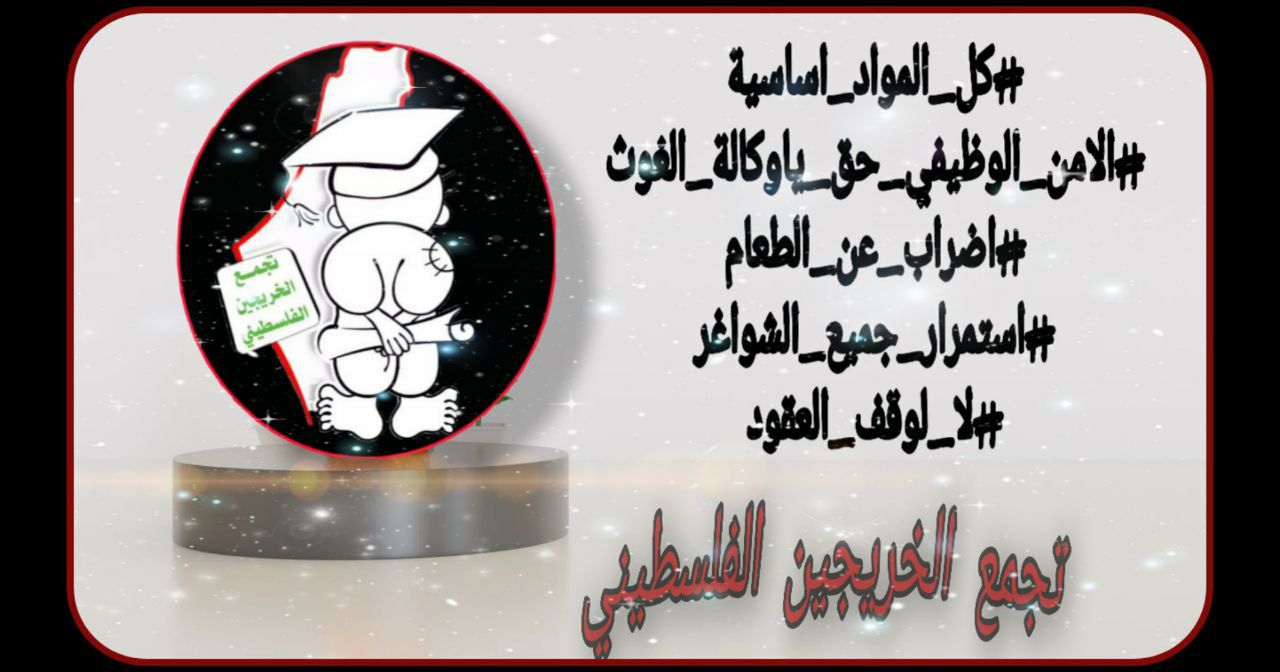 #كل_المواد_اساسية
#الامن_الوظيفي_حق_ياوكالة_الغوث
#اضراب_عن_الطعام
#استمرار_جميع_الشواغر
#لا_لوقف_العقود
تجمع الخريجين الفلسطيني
تجمع
الخريجين
الفلسطيني